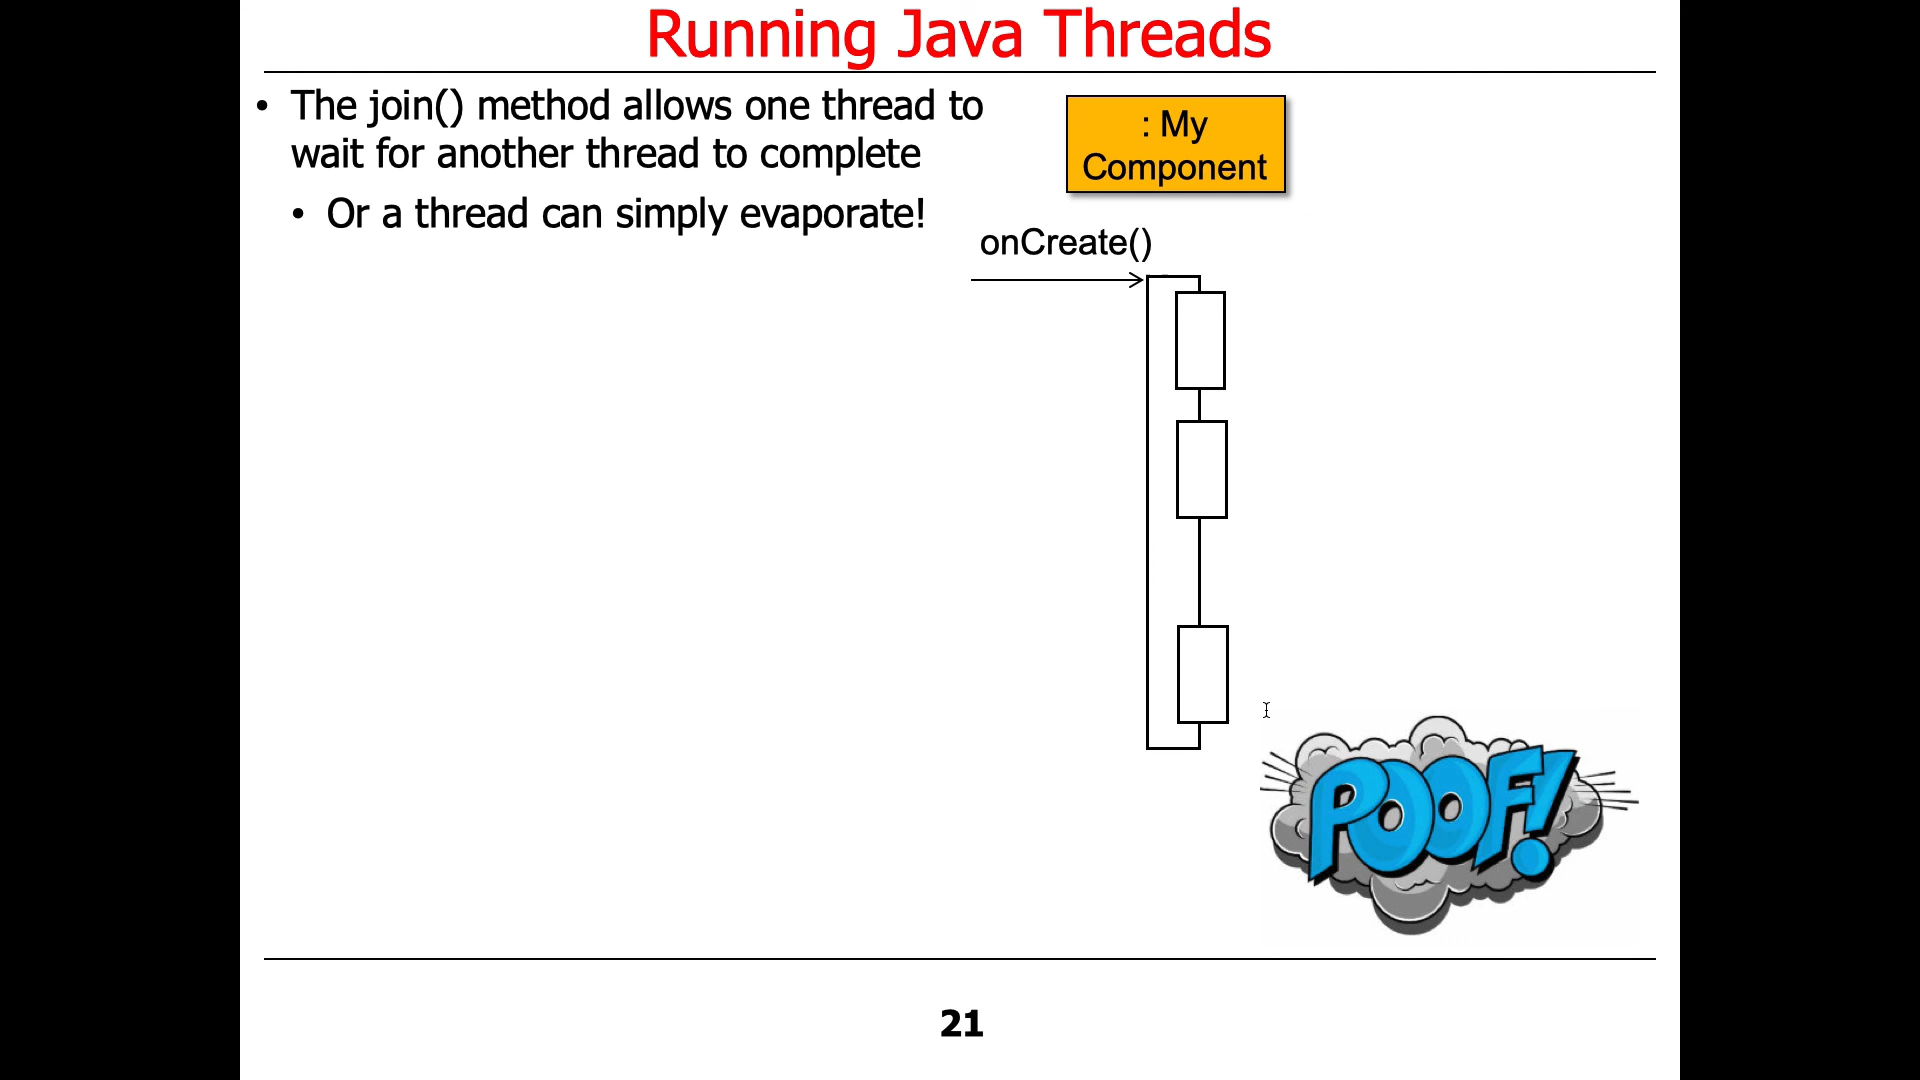 Running Java Threads
• The join() method allows one thread to
wait for another thread to complete
• Or a thread can simply evaporate!
: My
Component
onCreate()
POOF!
21